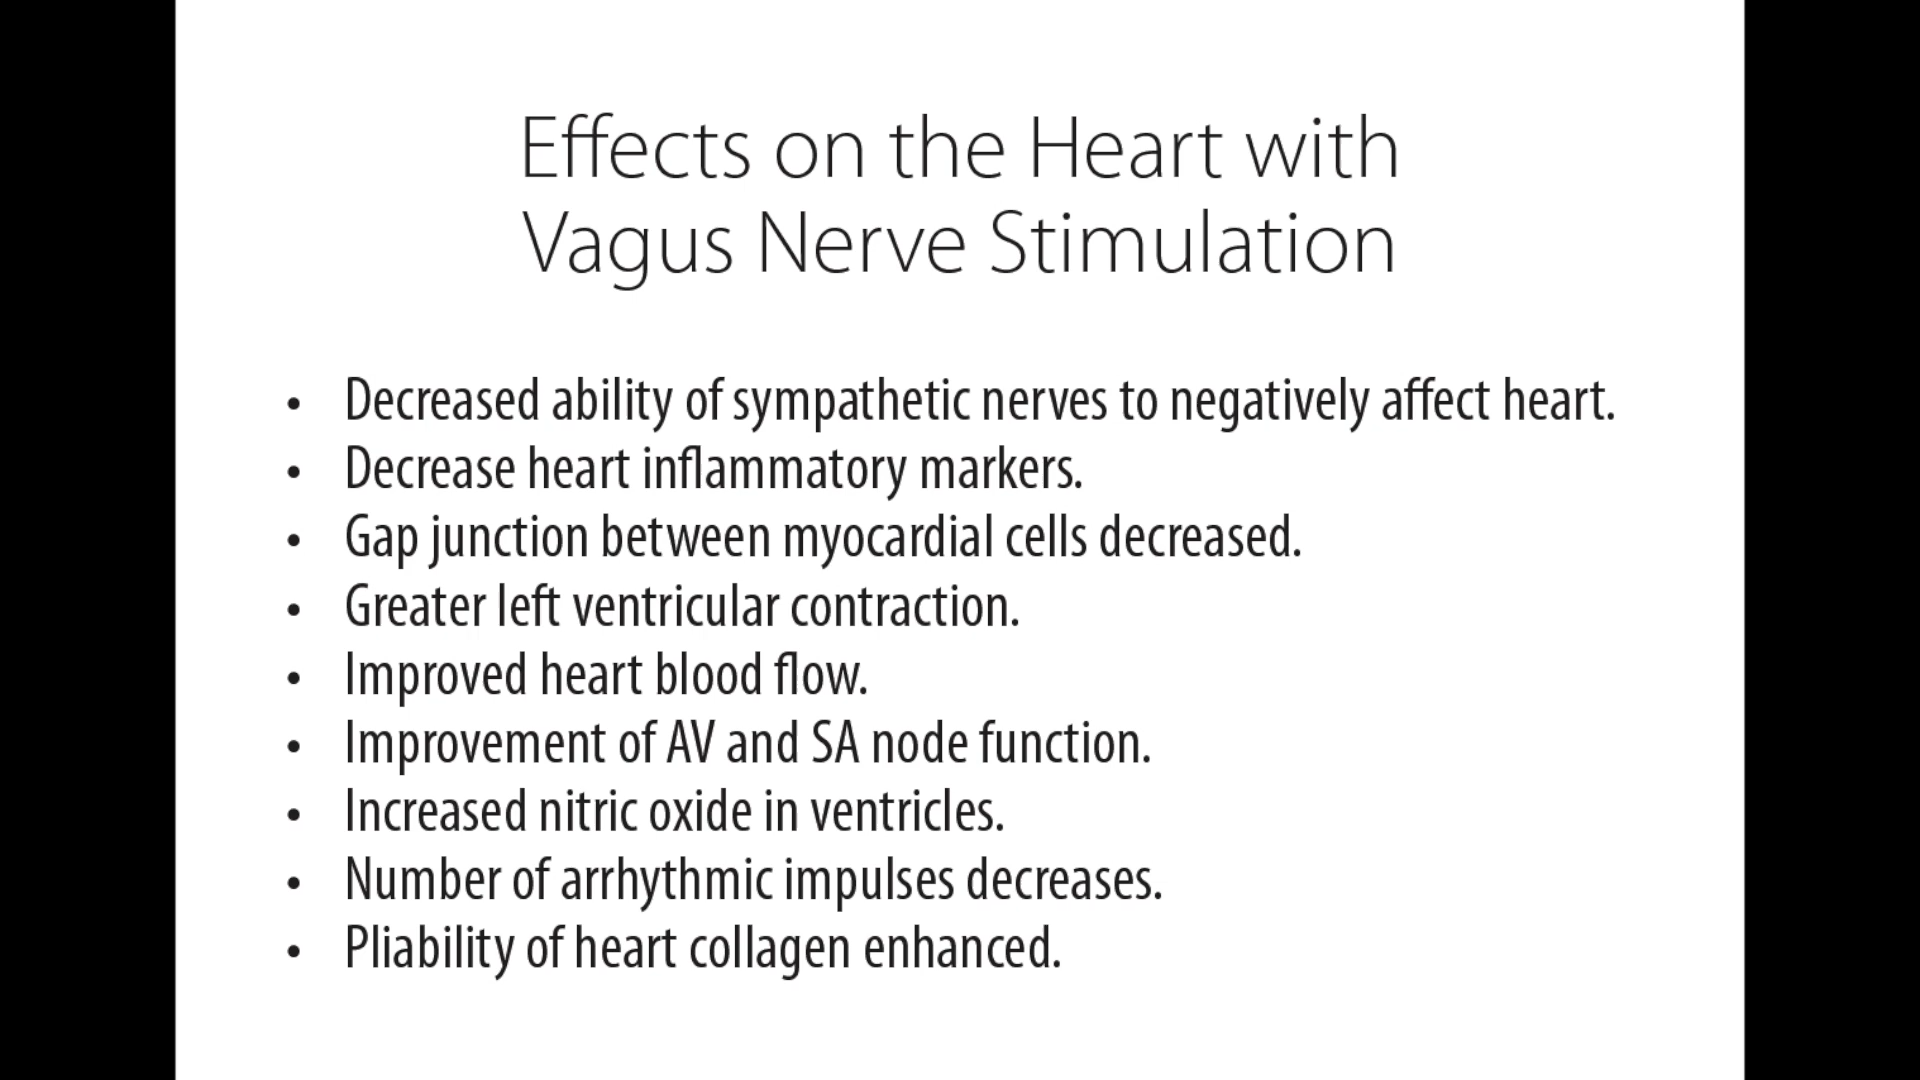 Effects on the Heart with
Vagus Nerve Stimulation
• Decreased ability of sympathetic nerves to negatively affect heart.
• Decrease heart inflammatory markers.
• Gap junction between myocardial cells decreased.
• Greater left ventricular contraction.
• Improved heart blood flow.
• Improvement of AV and SA node function.
• Increased nitric oxide in ventricles.
• Number of arrhythmic impulses decreases.
• Pliability of heart collagen enhanced.